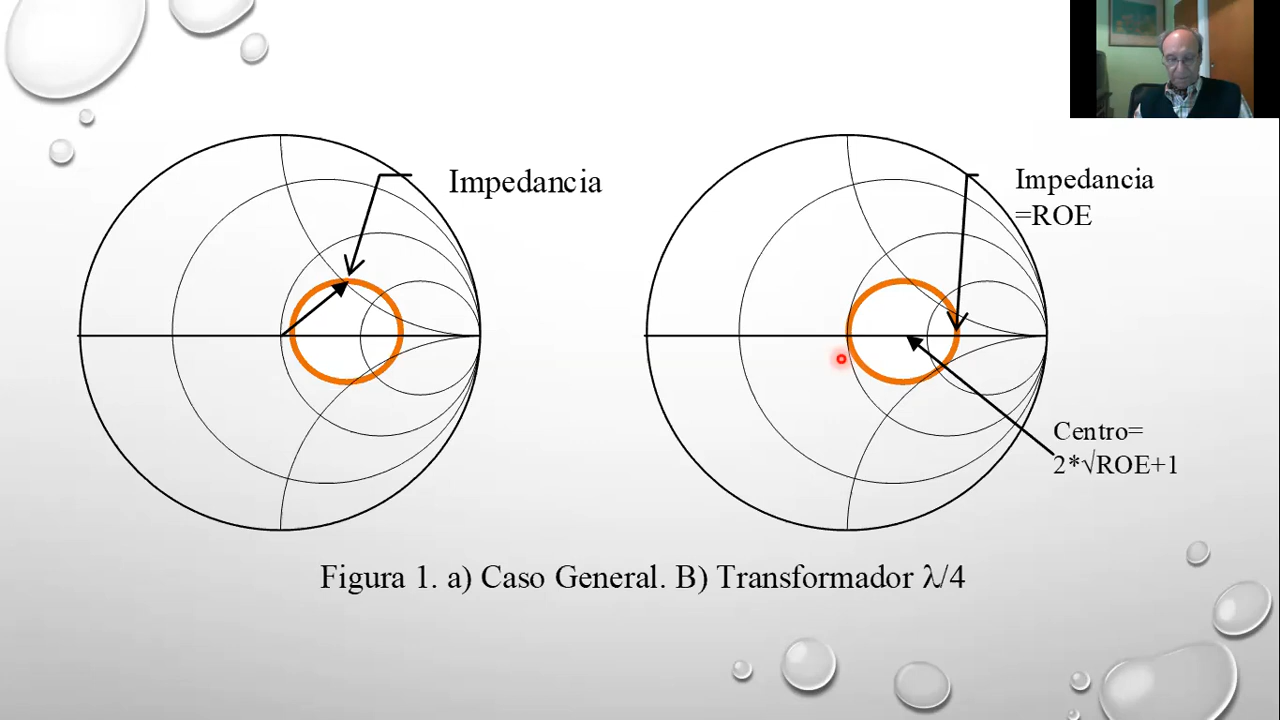 Impedancia
Impedancia
=ROE
Centro=
2*√ROE+1
Figura 1. a) Caso General. B) Transformador λ/4